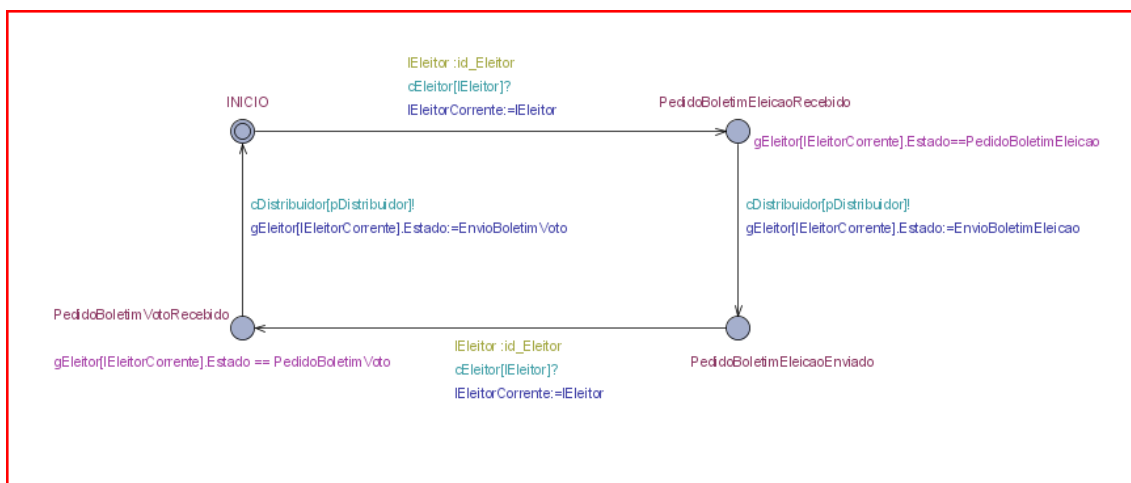 lEleitor :id_Eleitor
cEleitor[lEleitor]?
lEleitorCorrente:=lEleitor
INICIO
PedidoBoletimEleicaoRecebido
gEleitor[lEleitorCorrente].Estado==PedidoBoletimEleicao
cDistribuidor[pDistribuidor]!
gEleitor[lEleitorCorrente].Estado:=EnvioBoletimVoto
cDistribuidor[pDistribuidor]!
gEleitor[lEleitorCorrente].Estado:=EnvioBoletimEleicao
PedidoBoletimVotoRecebido
gEleitor[lEleitorCorrente].Estado == PedidoBoletimVoto
lEleitor :id_Eleitor
cEleitor[lEleitor]?
lEleitorCorrente:=lEleitor
PedidoBoletimEleicaoEnviado